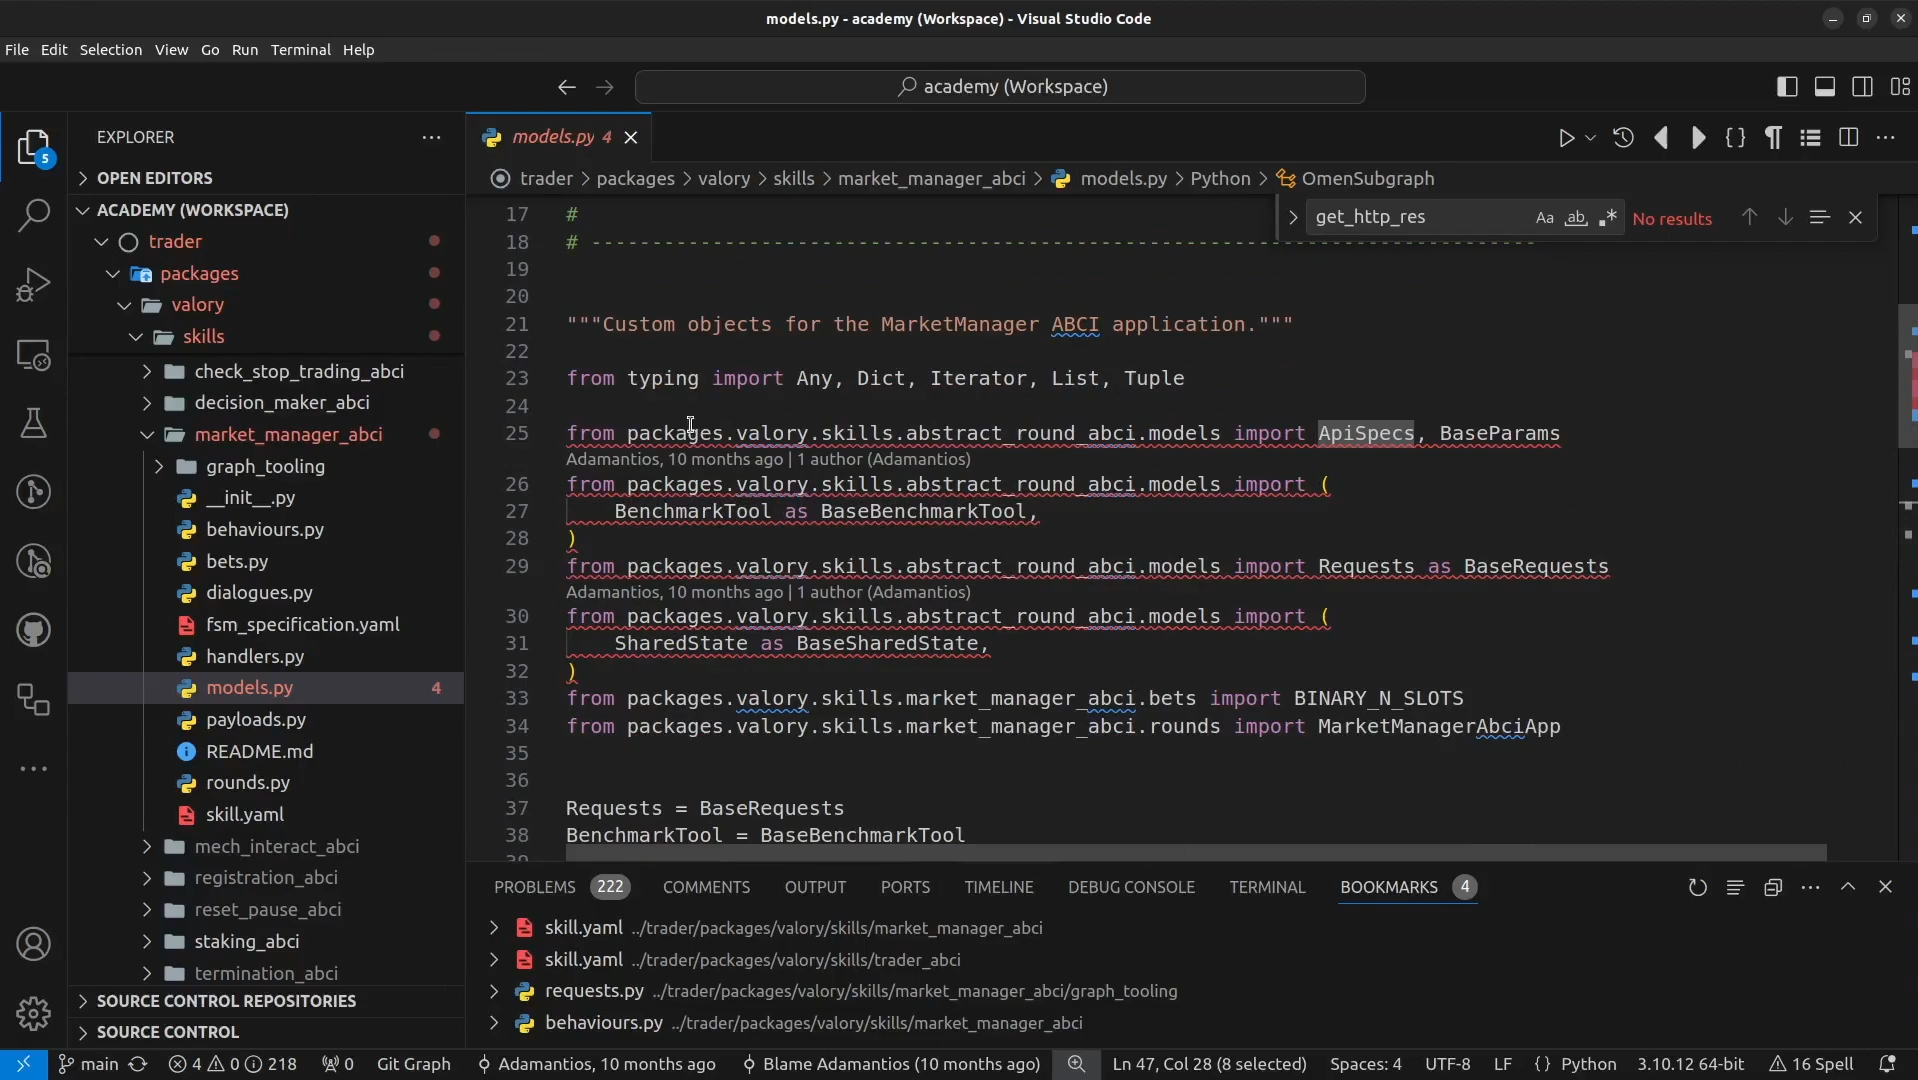 models.py - academy (Workspace) - Visual Studio Code
File Edit Selection View Go Run Terminal Help
academy (Workspace)
EXPLORER
OPEN EDITORS
ACADEMY (WORKSPACE)
trader
packages
valory
skills
check_stop_trading_abci
decision_maker_abci
market_manager_abci
graph_tooling
__init__.py
behaviours.py
bets.py
dialogues.py
fsm_specification.yaml
handlers.py
models.py 4
payloads.py
README.md
rounds.py
skill.yaml
mech_interact_abci
registration_abci
reset_pause_abci
staking_abci
termination_abci
SOURCE CONTROL REPOSITORIES
SOURCE CONTROL
5
models.py 4
trader > packages > valory > skills > market_manager_abci > models.py > Python > OmenSubgraph
get_http_res Aa ab .* No results
17 #
18 # ------------------------------------------------------------------------------
19
20
21 """Custom objects for the MarketManager ABCI application."""
22
23 from typing import Any, Dict, Iterator, List, Tuple
24
25 from packages.valory.skills.abstract_round_abci.models import ApiSpecs, BaseParams
Adamantios, 10 months ago | 1 author (Adamantios)
26 from packages.valory.skills.abstract_round_abci.models import (
27     BenchmarkTool as BaseBenchmarkTool,
28 )
29 from packages.valory.skills.abstract_round_abci.models import Requests as BaseRequests
Adamantios, 10 months ago | 1 author (Adamantios)
30 from packages.valory.skills.abstract_round_abci.models import (
31     SharedState as BaseSharedState,
32 )
33 from packages.valory.skills.market_manager_abci.bets import BINARY_N_SLOTS
34 from packages.valory.skills.market_manager_abci.rounds import MarketManagerAbciApp
35
36
37 Requests = BaseRequests
38 BenchmarkTool = BaseBenchmarkTool
39
PROBLEMS 222 COMMENTS OUTPUT PORTS TIMELINE DEBUG CONSOLE TERMINAL BOOKMARKS 4
skill.yaml ../trader/packages/valory/skills/market_manager_abci
skill.yaml ../trader/packages/valory/skills/trader_abci
requests.py ../trader/packages/valory/skills/market_manager_abci/graph_tooling
behaviours.py ../trader/packages/valory/skills/market_manager_abci
main 4 0 218 0 Git Graph Adamantios, 10 months ago Blame Adamantios (10 months ago) Ln 47, Col 28 (8 selected) Spaces: 4 UTF-8 LF {} Python 3.10.12 64-bit 16 Spell